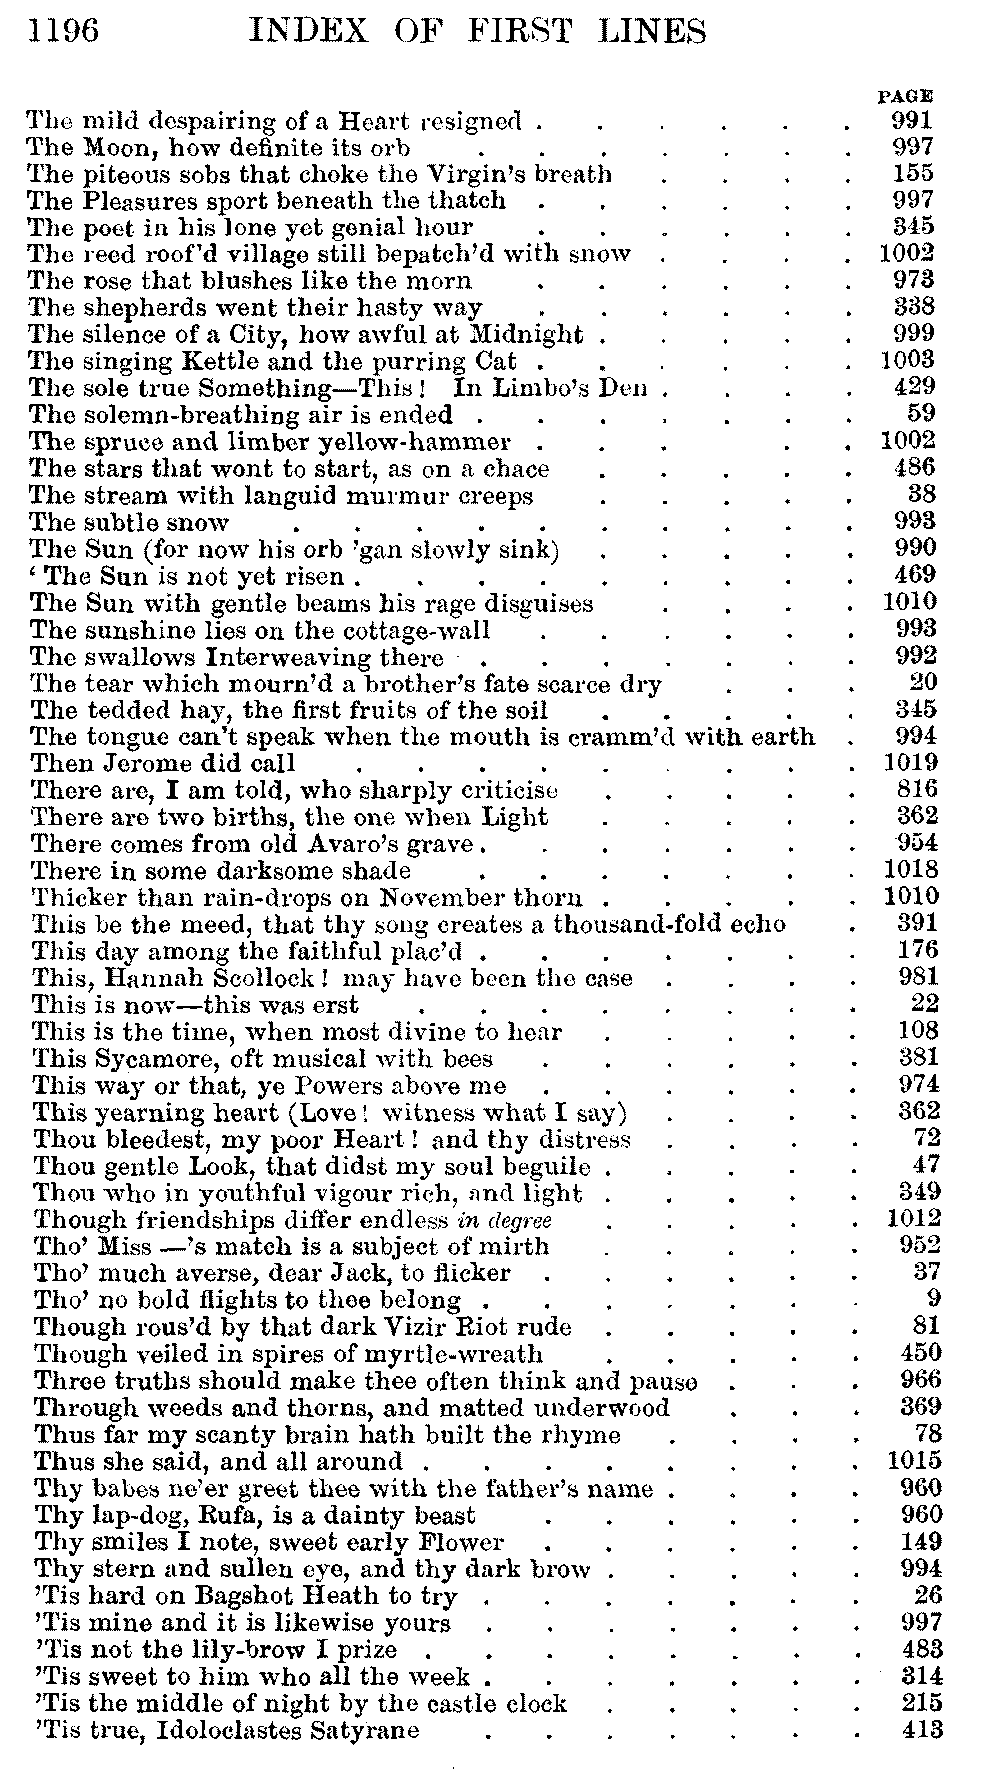 1196 INDEX OF FIRST LINES
PAGE
The mild despairing of a Heart resigned . . . . . . 991
The Moon, how definite its orb . . . . . . . 997
The piteous sobs that choke the Virgin's breath . . . . 155
The Pleasures sport beneath the thatch . . . . . . 997
The poet in his lone yet genial hour . . . . . . 345
The reed roof'd village still bepatch'd with snow . . . . 1002
The rose that blushes like the morn . . . . . . 973
The shepherds went their hasty way . . . . . . 338
The silence of a City, how awful at Midnight . . . . . 999
The singing Kettle and the purring Cat . . . . . . 1003
The sole true Something—This! In Limbo's Den . . . . 429
The solemn-breathing air is ended . . . . . . . 59
The spruce and limber yellow-hammer . . . . . . 1002
The stars that wont to start, as on a chace . . . . . 486
The stream with languid murmur creeps . . . . . 38
The subtle snow . . . . . . . . . . 993
The Sun (for now his orb 'gan slowly sink) . . . . . 990
‘ The Sun is not yet risen . . . . . . . . . 469
The Sun with gentle beams his rage disguises . . . . 1010
The sunshine lies on the cottage-wall . . . . . . 993
The swallows Interweaving there . . . . . . . 992
The tear which mourn'd a brother's fate scarce dry . . . 20
The tedded hay, the first fruits of the soil . . . . . 345
The tongue can't speak when the mouth is cramm'd with earth . 994
Then Jerome did call . . . . . . . . . 1019
There are, I am told, who sharply criticise . . . . . 816
There are two births, the one when Light . . . . . 362
There comes from old Avaro's grave . . . . . . . 954
There in some darksome shade . . . . . . . 1018
Thicker than rain-drops on November thorn . . . . . 1010
This be the meed, that thy song creates a thousand-fold echo . 391
This day among the faithful plac'd . . . . . . . 176
This, Hannah Scollock! may have been the case . . . . 981
This is now—this was erst . . . . . . . . 22
This is the time, when most divine to hear . . . . . 108
This Sycamore, oft musical with bees . . . . . . 381
This way or that, ye Powers above me . . . . . . 974
This yearning heart (Love! witness what I say) . . . . 362
Thou bleedest, my poor Heart! and thy distress . . . . 72
Thou gentle Look, that didst my soul beguile . . . . . 47
Thou who in youthful vigour rich, and light . . . . . 349
Though friendships differ endless in degree . . . . . 1012
Tho' Miss —'s match is a subject of mirth . . . . . 952
Tho' much averse, dear Jack, to flicker . . . . . . 37
Tho' no bold flights to thee belong . . . . . . . 9
Though rous'd by that dark Vizir Riot rude . . . . . 81
Though veiled in spires of myrtle-wreath . . . . . 450
Three truths should make thee often think and pause . . . 966
Through weeds and thorns, and matted underwood . . . 369
Thus far my scanty brain hath built the rhyme . . . . 78
Thus she said, and all around . . . . . . . . 1015
Thy babes ne'er greet thee with the father's name . . . . 960
Thy lap-dog, Rufa, is a dainty beast . . . . . . 960
Thy smiles I note, sweet early Flower . . . . . . 149
Thy stern and sullen eye, and thy dark brow . . . . . 994
'Tis hard on Bagshot Heath to try . . . . . . . 26
'Tis mine and it is likewise yours . . . . . . . 997
'Tis not the lily-brow I prize . . . . . . . . 483
'Tis sweet to him who all the week . . . . . . . 314
'Tis the middle of night by the castle clock . . . . . 215
'Tis true, Idoloclastes Satyrane . . . . . . . 413